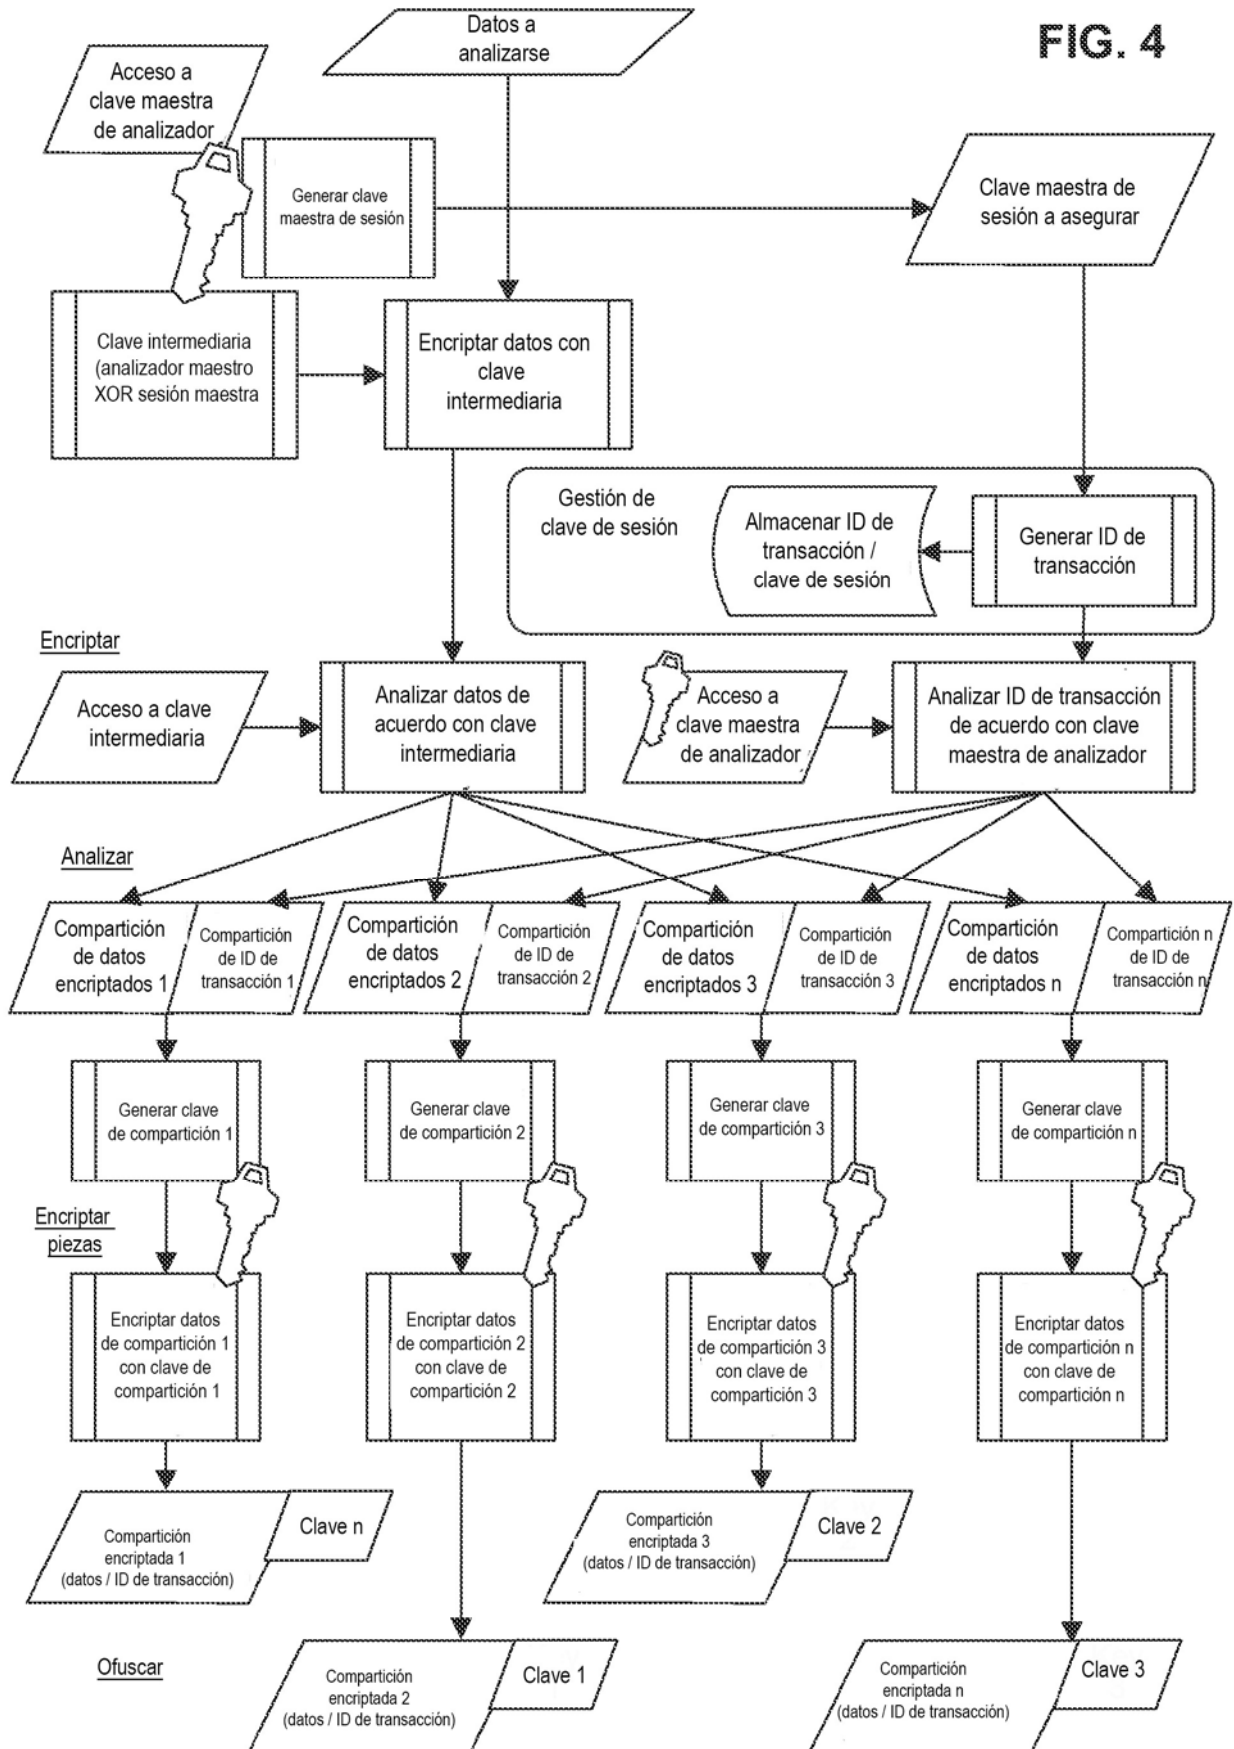 FIG. 4
Datos a
analizarse
Acceso a
clave maestra
de analizador
Generar clave
maestra de sesión
Clave maestra de
sesión a asegurar
Clave intermediaria
(analizador maestro
XOR sesión maestra
Encriptar datos con
clave
intermediaria
Gestión de
clave de sesión
Almacenar ID de
transacción /
clave de sesión
Generar ID de
transacción
Encriptar
Acceso a clave
intermediaria
Analizar datos de
acuerdo con clave
intermediaria
Acceso a
clave maestra
de analizador
Analizar ID de transacción
de acuerdo con clave
maestra de analizador
Analizar
Compartición
de datos
encriptados 1
Compartición
de ID de
transacción 1
Compartición
de datos
encriptados 2
Compartición
de ID de
transacción 2
Compartición
de datos
encriptados 3
Compartición
de ID de
transacción 3
Compartición
de datos
encriptados n
Compartición n
de ID de
transacción n
Generar clave
de compartición 1
Generar clave
de compartición 2
Generar clave
de compartición 3
Generar clave
de compartición n
Encriptar
piezas
Encriptar datos
de compartición 1
con clave de
compartición 1
Encriptar datos
de compartición 2
con clave de
compartición 2
Encriptar datos
de compartición 3
con clave de
compartición 3
Encriptar datos
de compartición n
con clave de
compartición n
Compartición
encriptada 1
(datos / ID de transacción)
Clave n
Compartición
encriptada 3
(datos / ID de transacción)
Clave 2
Ofuscar
Compartición
encriptada 2
(datos / ID de transacción)
Clave 1
Compartición
encriptada n
(datos / ID de transacción)
Clave 3